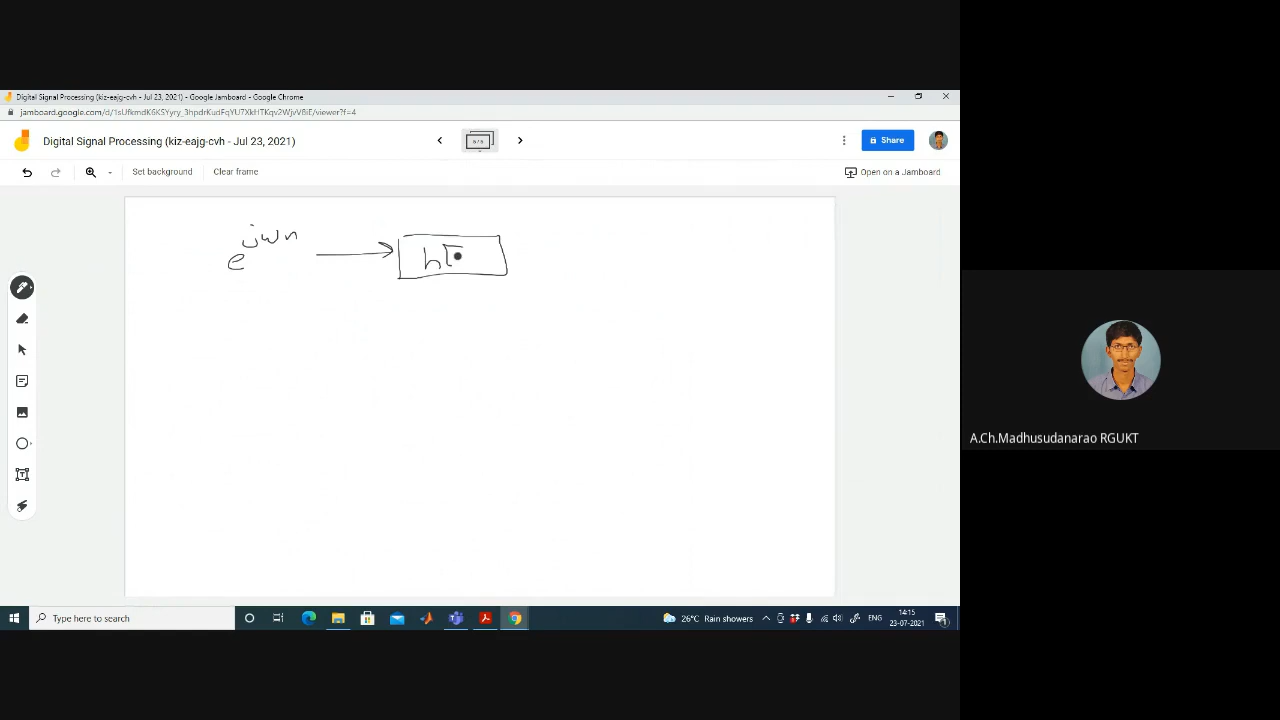 Digital Signal Processing (kiz-eajg-cvh - Jul 23, 2021) - Google Jamboard - Google Chrome
Digital Signal Processing (kiz-eajg-cvh - Jul 23, 2021)
Share
Set background
Clear frame
Open on a Jamboard
e^jωn
h[
A.Ch.Madhusudanarao RGUKT
Type here to search
26°C Rain showers
ENG
14:15
23-07-2021